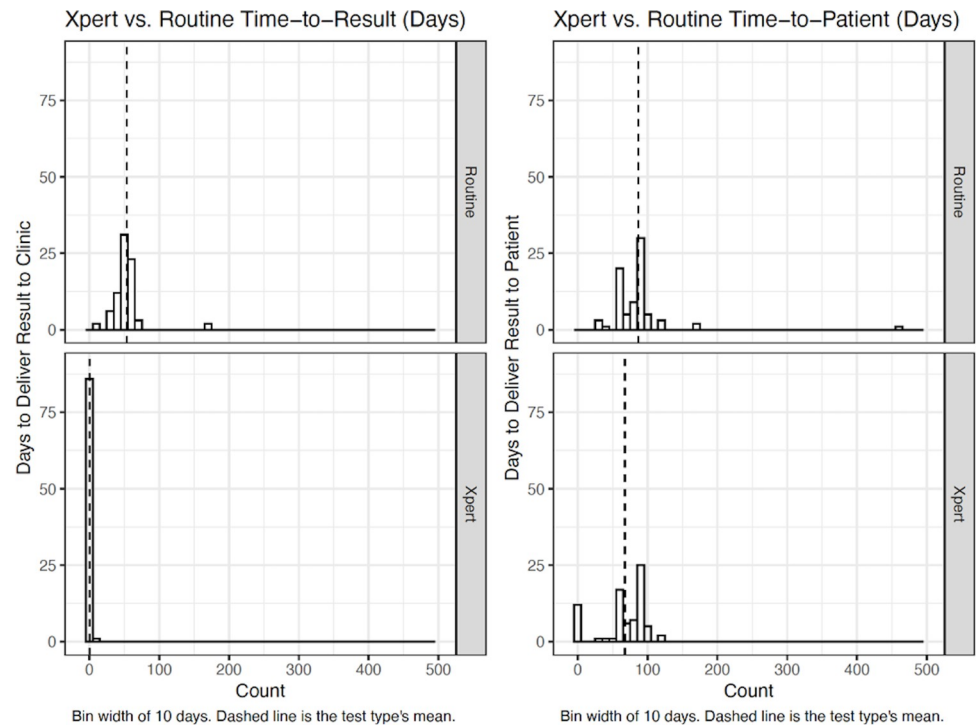 Xpert vs. Routine Time−to−Result (Days)
Days to Deliver Result to Clinic
75
50
25
0
Routine
75
50
25
0
Xpert
0 100 200 300 400 500
Count
Bin width of 10 days. Dashed line is the test type's mean.
Xpert vs. Routine Time−to−Patient (Days)
Days to Deliver Result to Patient
75
50
25
0
Routine
75
50
25
0
Xpert
0 100 200 300 400 500
Count
Bin width of 10 days. Dashed line is the test type's mean.